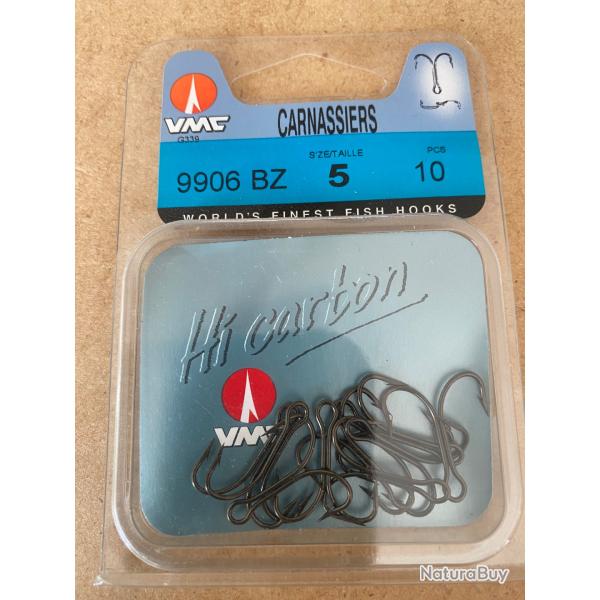 VMC
G339
CARNASSIERS
SIZE/TAILLE
PCS
9906 BZ
5
10
WORLD'S FINEST FISH HOOKS
Hi carbon
VMC
NaturaBuy